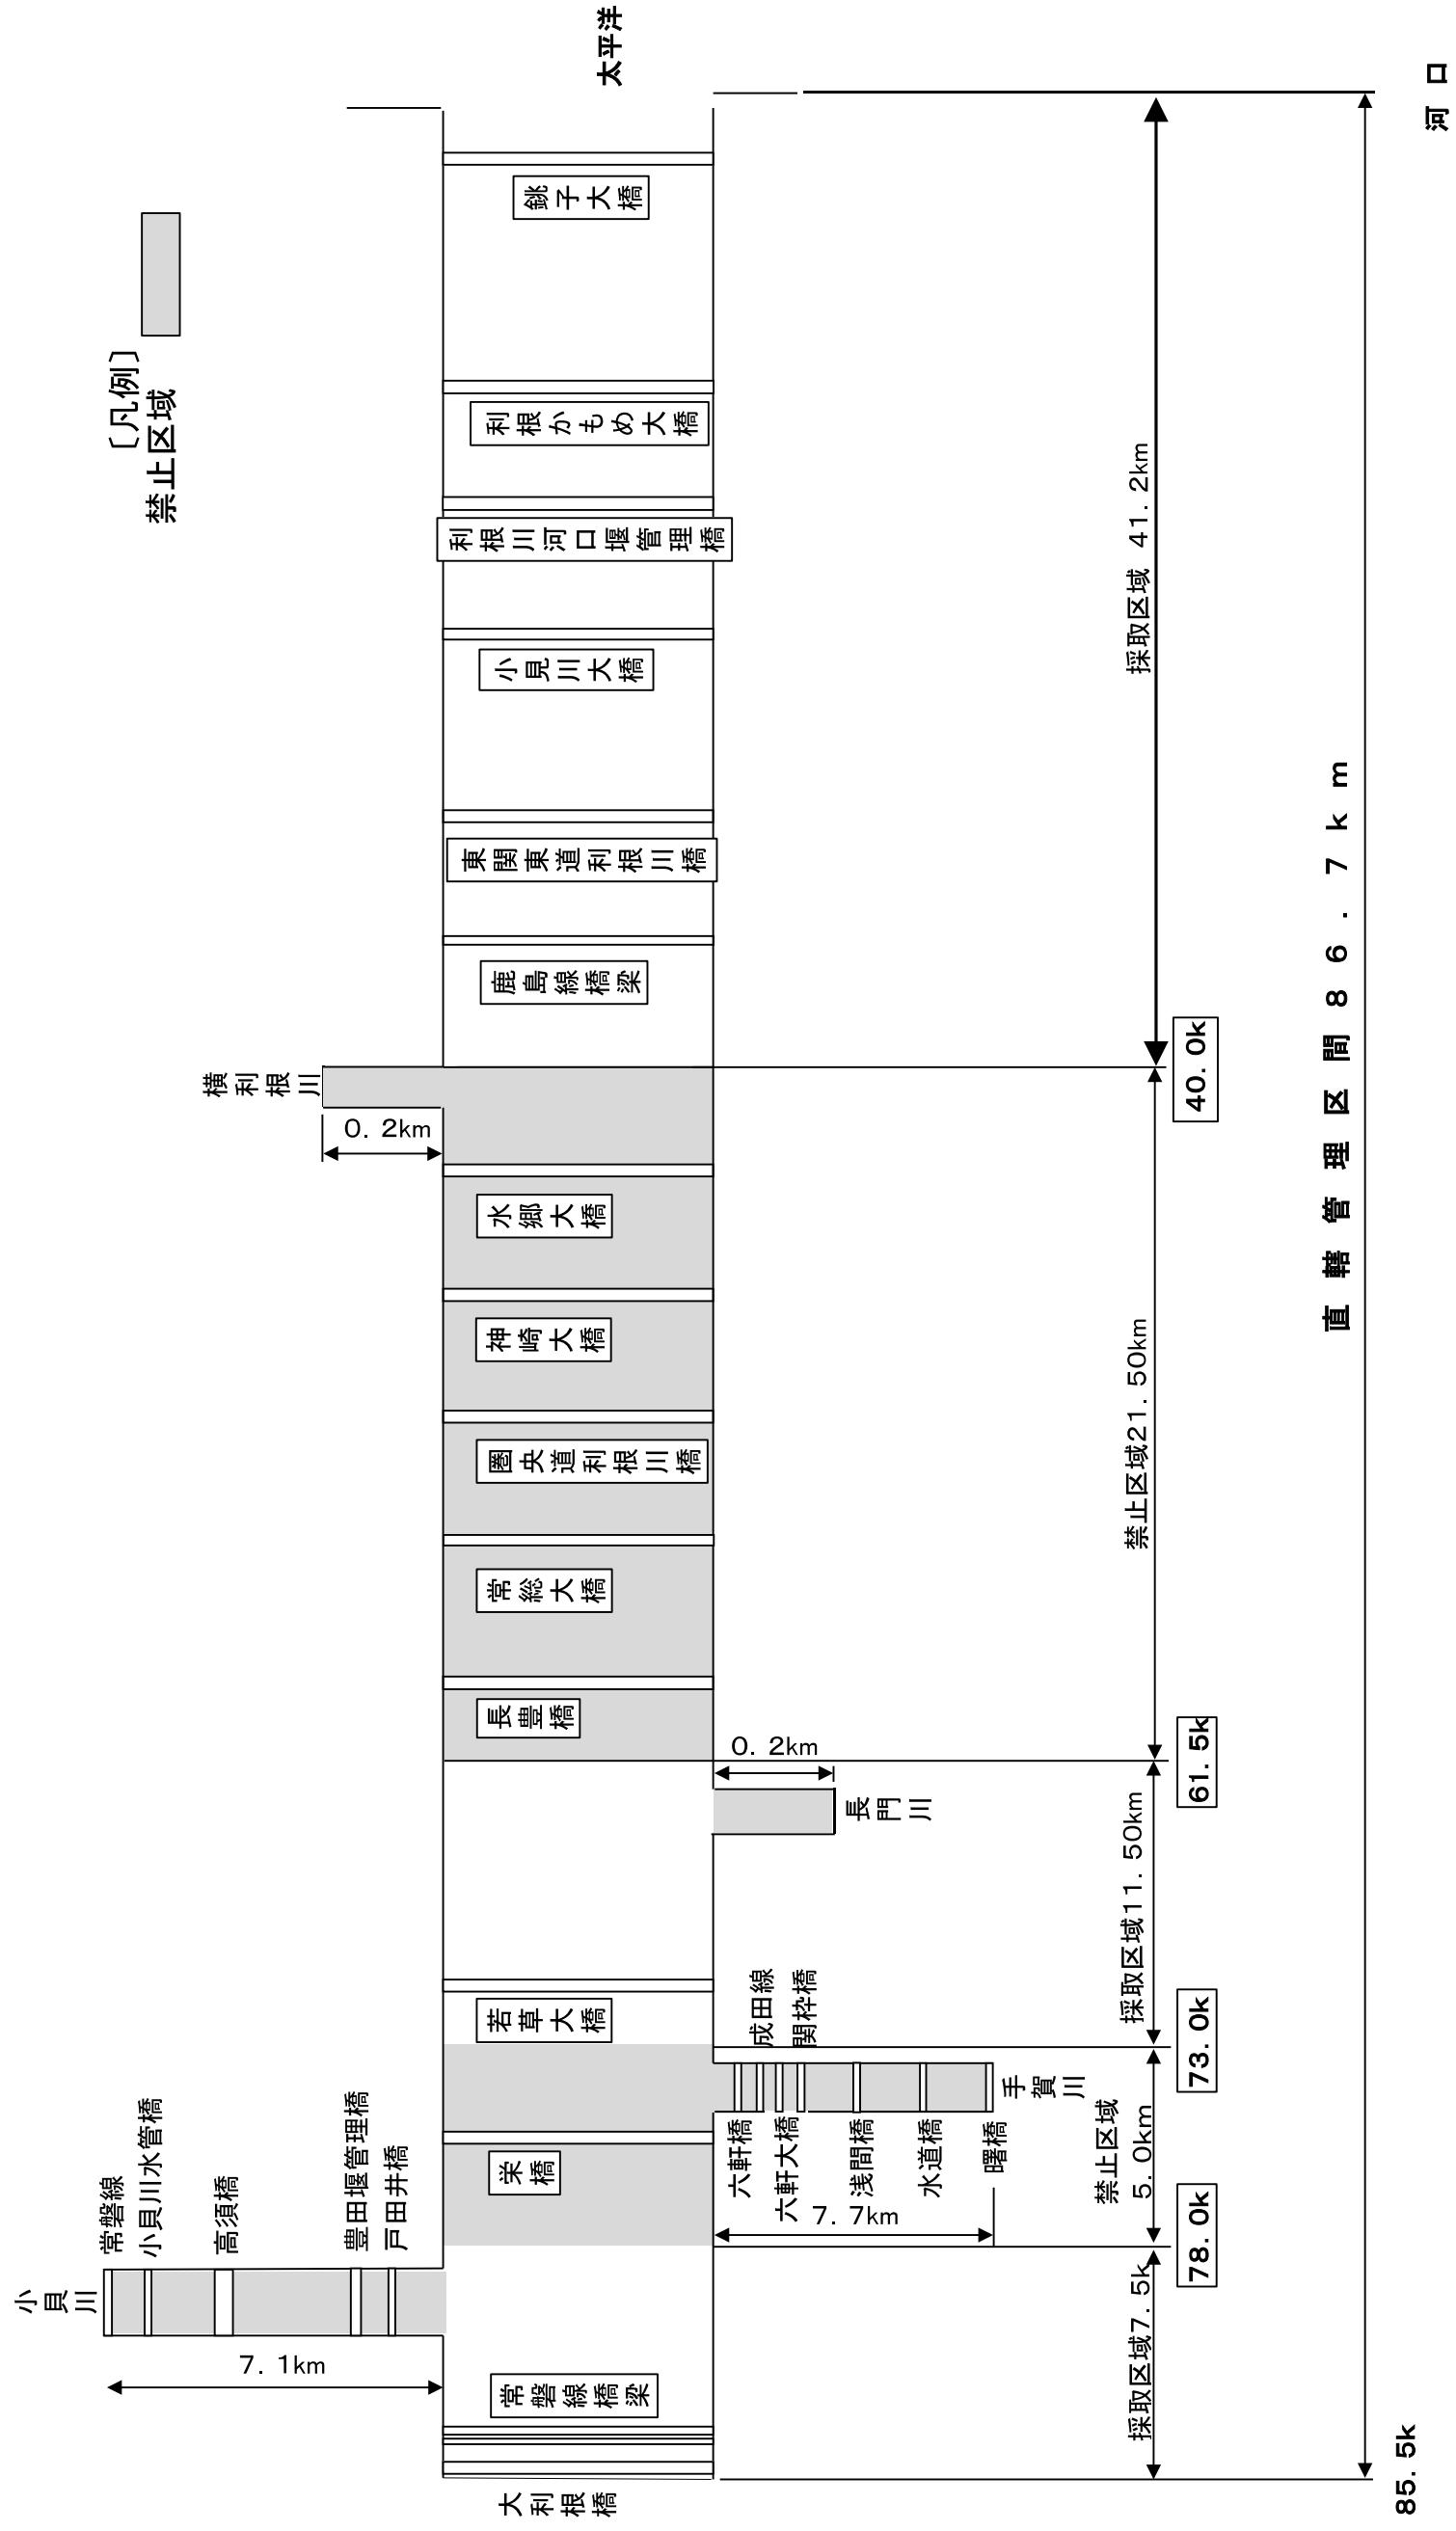 太平洋
河口
[凡例]
禁止区域
銚子大橋
利根かもめ大橋
利根川河口堰管理橋
小見川大橋
東関東道利根川橋
鹿島線橋梁
横利根川
0.2km
水郷大橋
神崎大橋
圏央道利根川橋
常総大橋
長豊橋
0.2km
長門川
若草大橋
成田線
関枠橋
手賀川
六軒橋
六軒大橋
浅間橋
水道橋
曙橋
7.7km
栄橋
常磐線
小貝川水管橋
高須橋
豊田堰管理橋
戸田井橋
小貝川
7.1km
常磐線橋梁
大利根橋
採取区域 41.2km
40.0k
禁止区域21.50km
61.5k
採取区域11.50km
73.0k
禁止区域
5.0km
78.0k
採取区域7.5k
直轄管理区間86.7km
85.5k